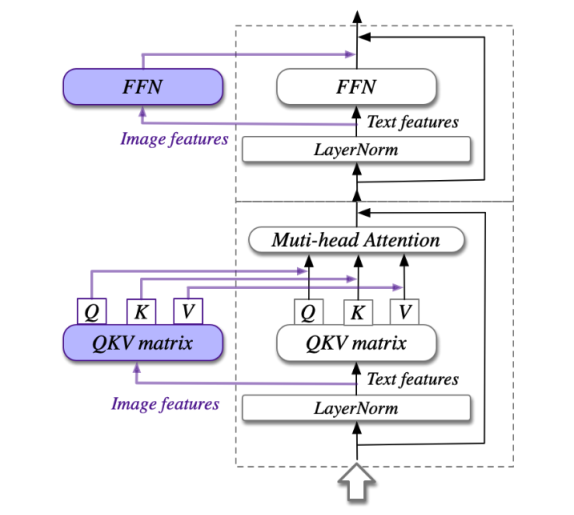 FFN
FFN
Text features
Image features
LayerNorm
Muti-head Attention
Q K V
Q K V
QKV matrix
QKV matrix
Text features
Image features
LayerNorm